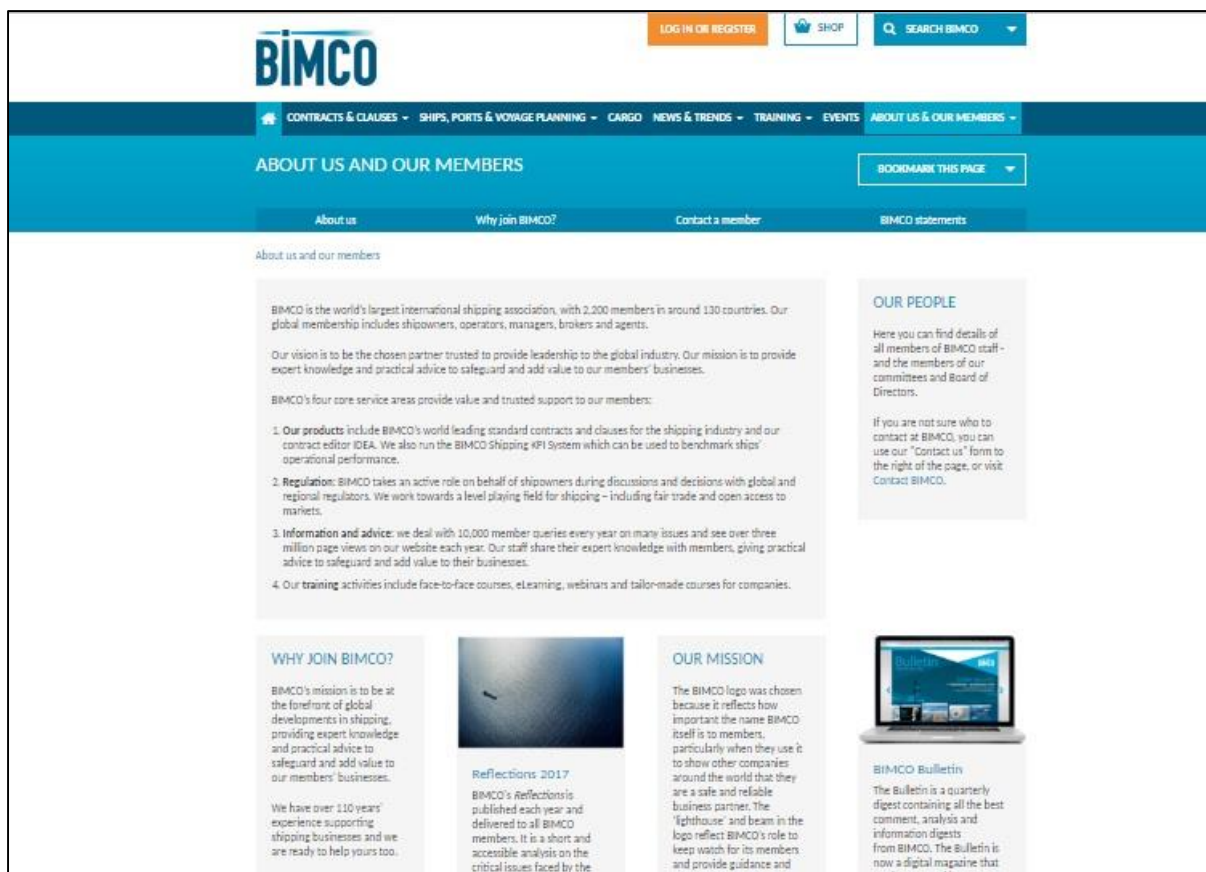 BIMCO
LOG IN OR REGISTER
SHOP
SEARCH BIMCO
CONTRACTS & CLAUSES
SHIPS, PORTS & VOYAGE PLANNING
CARGO
NEWS & TRENDS
TRAINING
EVENTS
ABOUT US & OUR MEMBERS
ABOUT US AND OUR MEMBERS
BOOKMARK THIS PAGE
About us
Why join BIMCO?
Contact a member
BIMCO statements
About us and our members
BIMCO is the world's largest international shipping association, with 2,200 members in around 130 countries. Our
global membership includes shipowners, operators, managers, brokers and agents.
Our vision is to be the chosen partner trusted to provide leadership to the global industry. Our mission is to provide
expert knowledge and practical advice to safeguard and add value to our members' businesses.
BIMCO's four core service areas provide value and trusted support to our members:
1. Our products include BIMCO's world leading standard contracts and clauses for the shipping industry and our
contract editor IDEA. We also run the BIMCO Shipping KPI System which can be used to benchmark ships'
operational performance.
2. Regulation: BIMCO takes an active role on behalf of shipowners during discussions and decisions with global and
regional regulators. We work towards a level playing field for shipping – including fair trade and open access to
markets.
3. Information and advice: we deal with 10,000 member queries every year on many issues and see over three
million page views on our website each year. Our staff share their expert knowledge with members, giving practical
advice to safeguard and add value to their businesses.
4. Our training activities include face-to-face courses, eLearning, webinars and tailor-made courses for companies.
OUR PEOPLE
Here you can find details of
all members of BIMCO staff -
and the members of our
committees and Board of
Directors.
If you are not sure who to
contact at BIMCO, you can
use our "Contact us" form to
the right of the page, or visit
Contact BIMCO.
WHY JOIN BIMCO?
BIMCO's mission is to be at
the forefront of global
developments in shipping,
providing expert knowledge
and practical advice to
safeguard and add value to
our members' businesses.
We have over 110 years'
experience supporting
shipping businesses and we
are ready to help yours too.
Reflections 2017
BIMCO's Reflections is
published each year and
delivered to all BIMCO
members. It is a short and
accessible analysis on the
critical issues faced by the
OUR MISSION
The BIMCO logo was chosen
because it reflects how
important the name BIMCO
itself is to members,
particularly when they use it
to show other companies
around the world that they
are a safe and reliable
business partner. The
'lighthouse' and beam in the
logo reflect BIMCO's role to
keep watch for its members
and provide guidance and
Bulletin
BIMCO Bulletin
The Bulletin is a quarterly
digest containing all the best
comment, analysis and
information digests
from BIMCO. The Bulletin is
now a digital magazine that